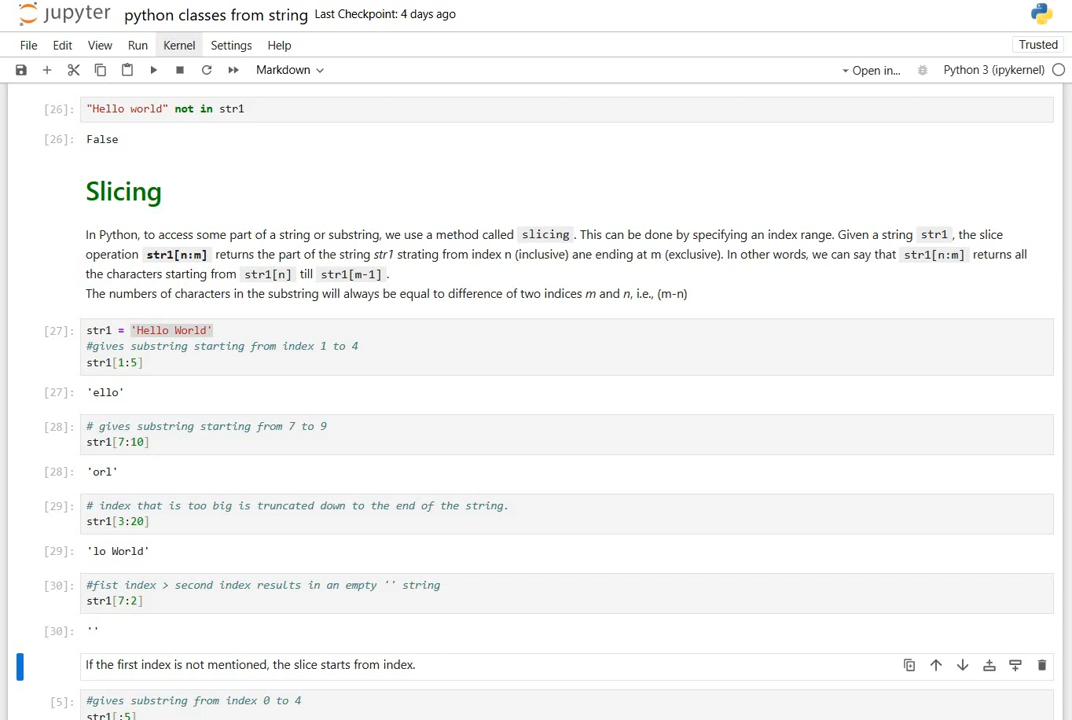 jupyter python classes from string Last Checkpoint: 4 days ago
File Edit View Run Kernel Settings Help Trusted
Markdown Open in... Python 3 (ipykernel)
[26]: "Hello world" not in str1
[26]: False
Slicing
In Python, to access some part of a string or substring, we use a method called slicing. This can be done by specifying an index range. Given a string str1, the slice
operation str1[n:m] returns the part of the string str1 strating from index n (inclusive) are ending at m (exclusive). In other words, we can say that str1[n:m] returns all
the characters starting from str1[n] till str1[m-1].
The numbers of characters in the substring will always be equal to difference of two indices m and n, i.e., (m-n)
[27]: str1 = 'Hello World'
#gives substring starting from index 1 to 4
str1[1:5]
[27]: 'ello'
[28]: # gives substring starting from 7 to 9
str1[7:10]
[28]: 'orl'
[29]: # index that is too big is truncated down to the end of the string.
str1[3:20]
[29]: 'lo World'
[30]: #fist index > second index results in an empty '' string
str1[7:2]
[30]: ''
If the first index is not mentioned, the slice starts from index.
[5]: #gives substring from index 0 to 4
str1[:5]